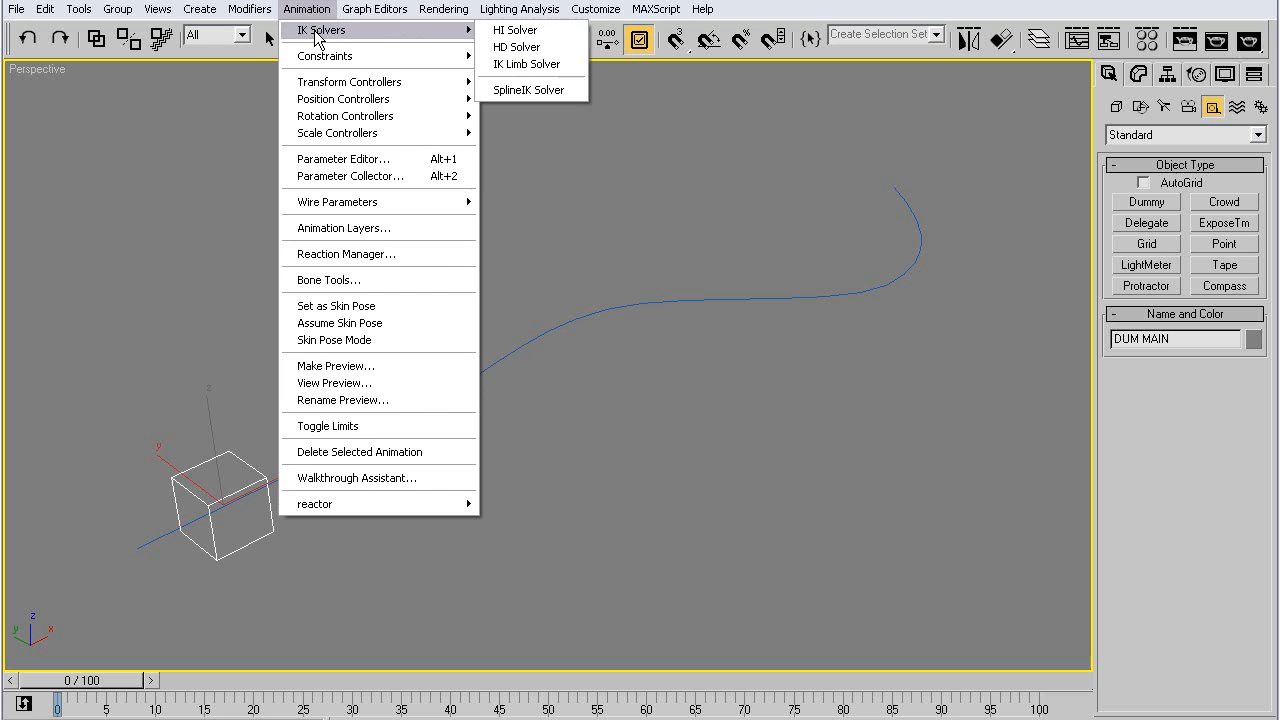 File Edit Tools Group Views Create Modifiers Animation Graph Editors Rendering Lighting Analysis Customize MAXScript Help
All
0.00
Create Selection Set
Perspective
IK Solvers
Constraints
Transform Controllers
Position Controllers
Rotation Controllers
Scale Controllers
Parameter Editor... Alt+1
Parameter Collector... Alt+2
Wire Parameters
Animation Layers...
Reaction Manager...
Bone Tools...
Set as Skin Pose
Assume Skin Pose
Skin Pose Mode
Make Preview...
View Preview...
Rename Preview...
Toggle Limits
Delete Selected Animation
Walkthrough Assistant...
reactor
HI Solver
HD Solver
IK Limb Solver
SplineIK Solver
Standard
- Object Type
AutoGrid
Dummy Crowd
Delegate ExposeTm
Grid Point
LightMeter Tape
Protractor Compass
- Name and Color
DUM MAIN
z
y
z
y x
< 0 / 100 >
0 5 10 15 20 25 30 35 40 45 50 55 60 65 70 75 80 85 90 95 100